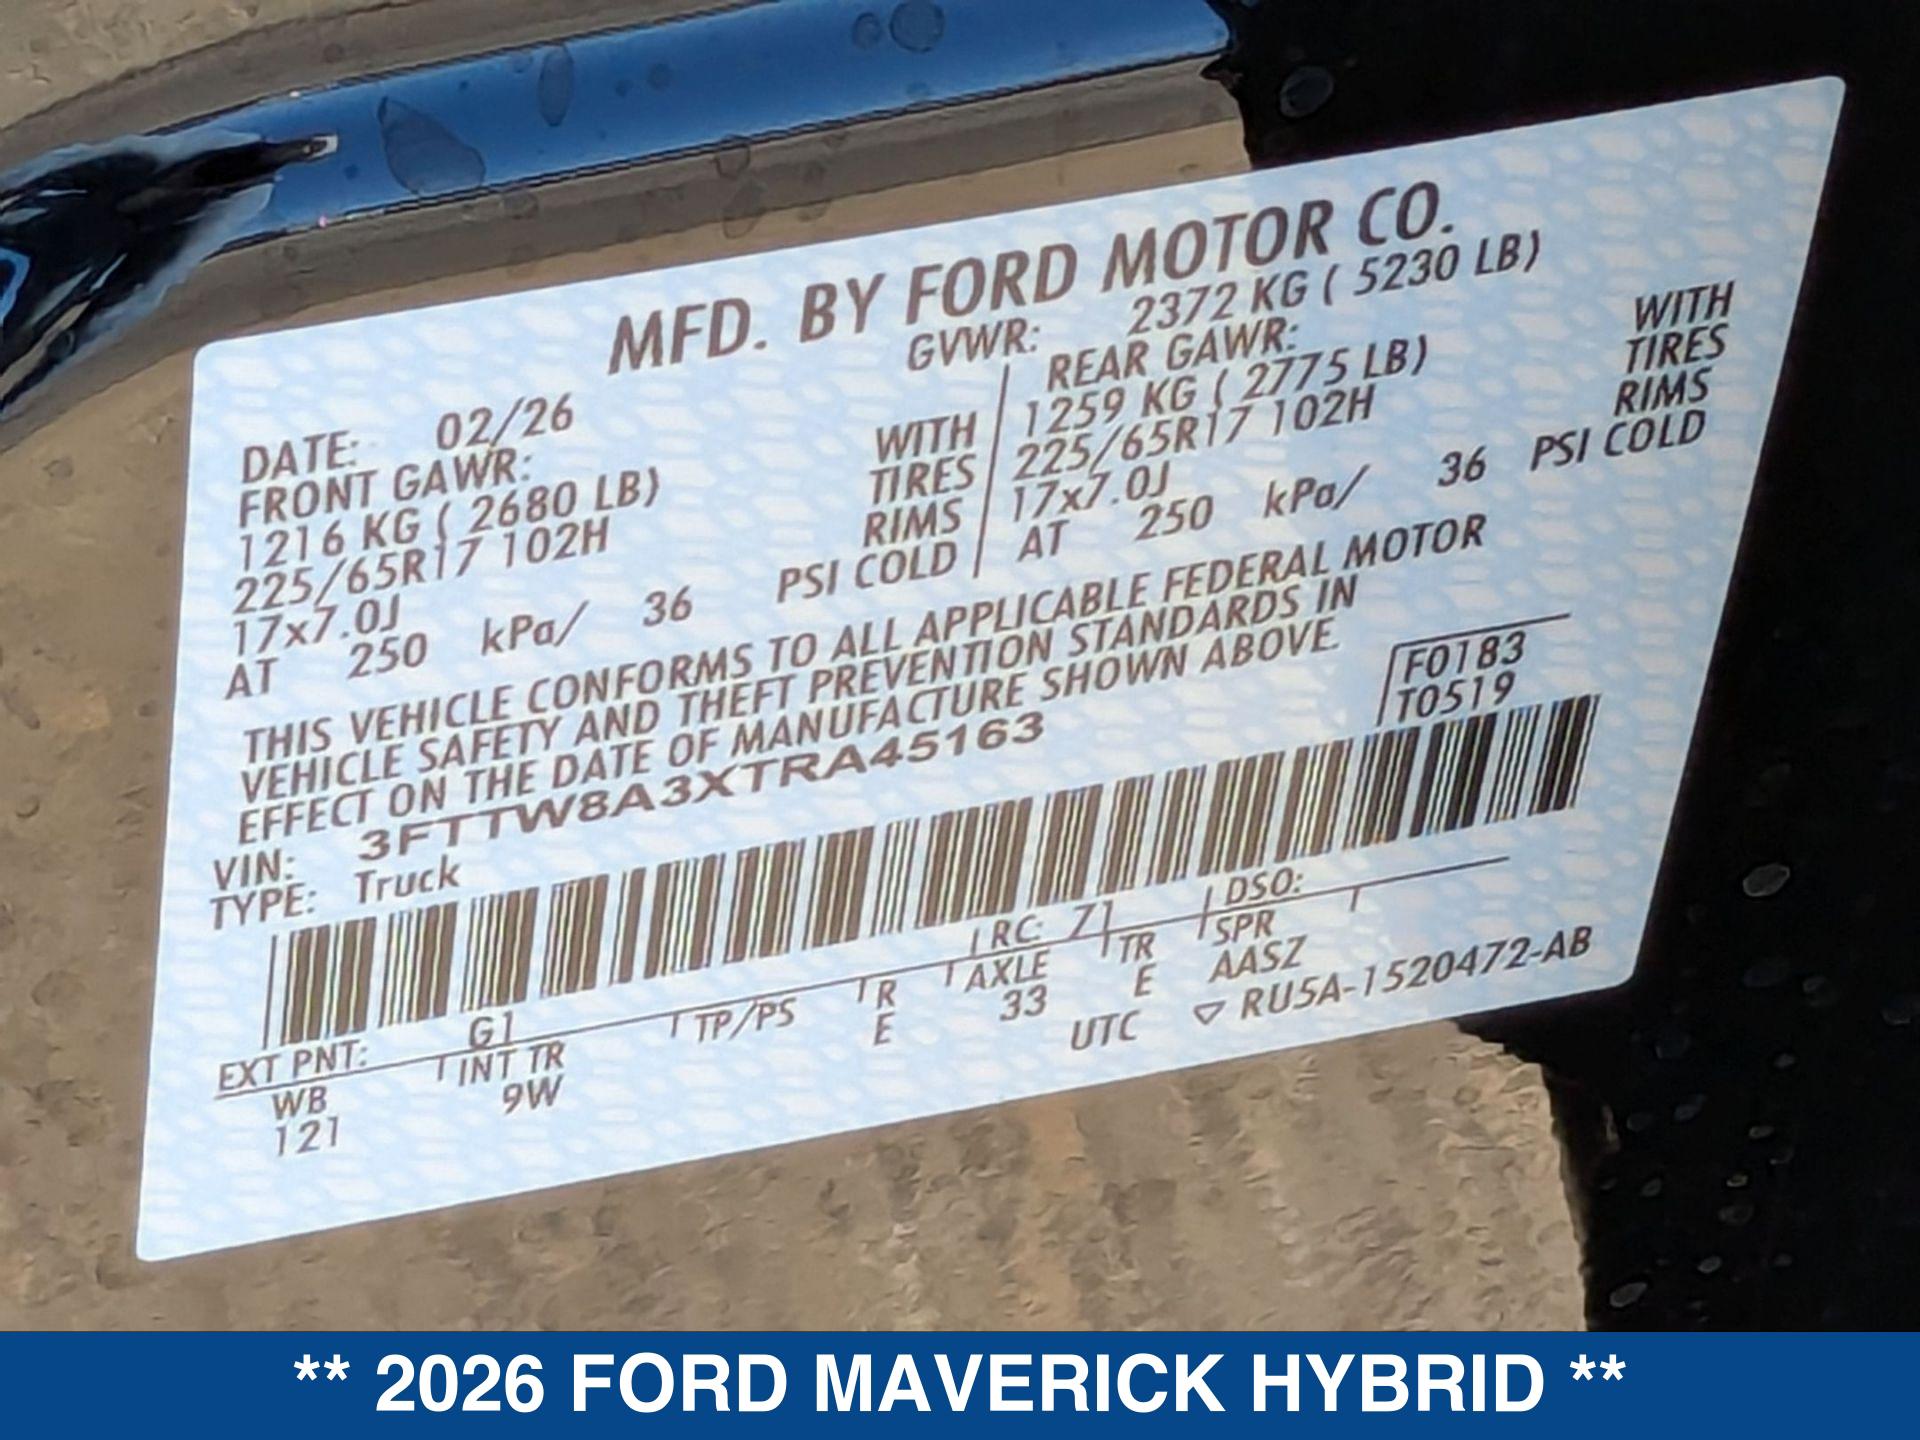 MFD. BY FORD MOTOR CO.
GVWR: 2372 KG ( 5230 LB)
DATE: 02/26
FRONT GAWR:
1216 KG ( 2680 LB) WITH
225/65R17 102H TIRES
17x7.0J RIMS
AT 250 kPa/ 36 PSI COLD
REAR GAWR:
1259 KG ( 2775 LB) WITH
225/65R17 102H TIRES
17x7.0J RIMS
AT 250 kPa/ 36 PSI COLD
THIS VEHICLE CONFORMS TO ALL APPLICABLE FEDERAL MOTOR
VEHICLE SAFETY AND THEFT PREVENTION STANDARDS IN
EFFECT ON THE DATE OF MANUFACTURE SHOWN ABOVE.
F0183
T0519
VIN: 3FTTW8A3XTRA45163
TYPE: Truck
EXT PNT: G1 RC: 71 DSO:
WB INT TR TP/PS R AXLE TR SPR
121 9W E 33 E AASZ
UTC ▽ RU5A-1520472-AB
** 2026 FORD MAVERICK HYBRID **